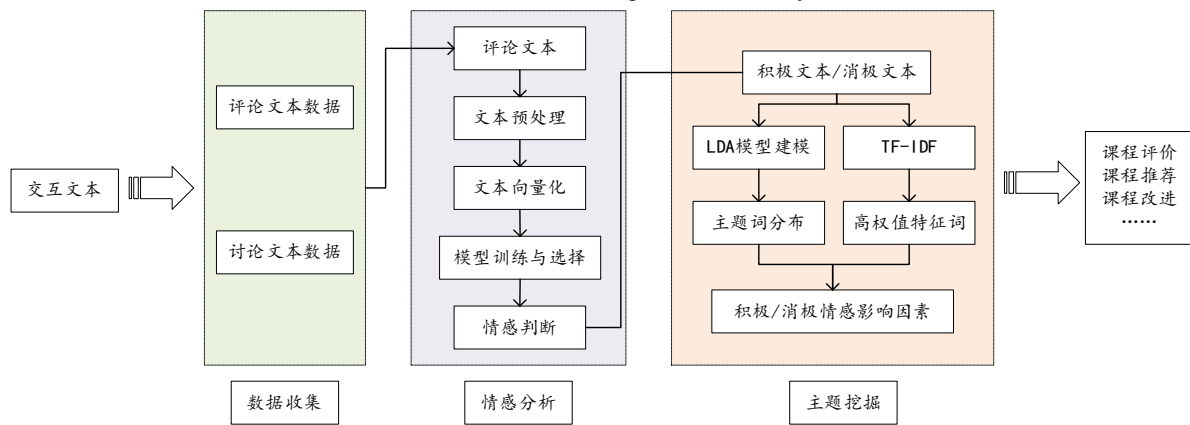 交互文本
评论文本数据
讨论文本数据
数据收集
评论文本
文本预处理
文本向量化
模型训练与选择
情感判断
情感分析
积极文本/消极文本
LDA模型建模
TF-IDF
主题词分布
高权值特征词
积极/消极情感影响因素
主题挖掘
课程评价
课程推荐
课程改进
……